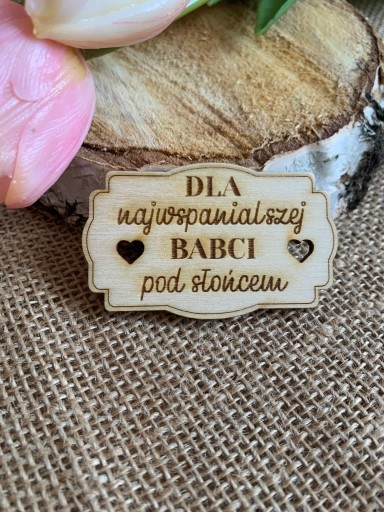 DLA
najwspanialszej
BABCI
pod słońcem